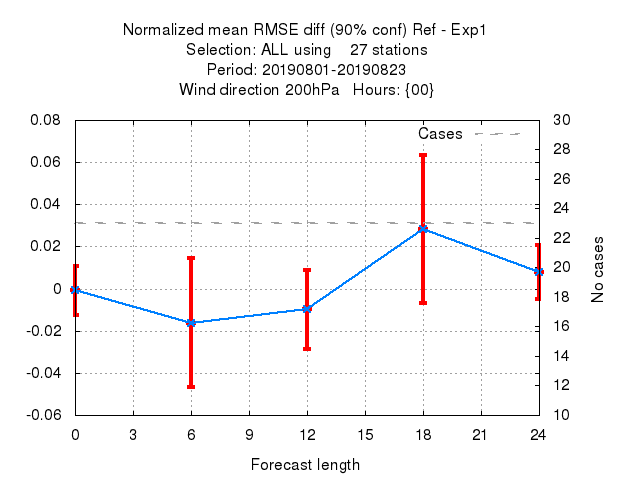 Normalized mean RMSE diff (90% conf) Ref - Exp1
Selection: ALL using    27 stations
Period: 20190801-20190823
Wind direction 200hPa   Hours: {00}
Cases
0.08
0.06
0.04
0.02
0
-0.02
-0.04
-0.06
30
28
26
24
22
20
18
16
14
12
10
No cases
0 3 6 9 12 15 18 21 24
Forecast length